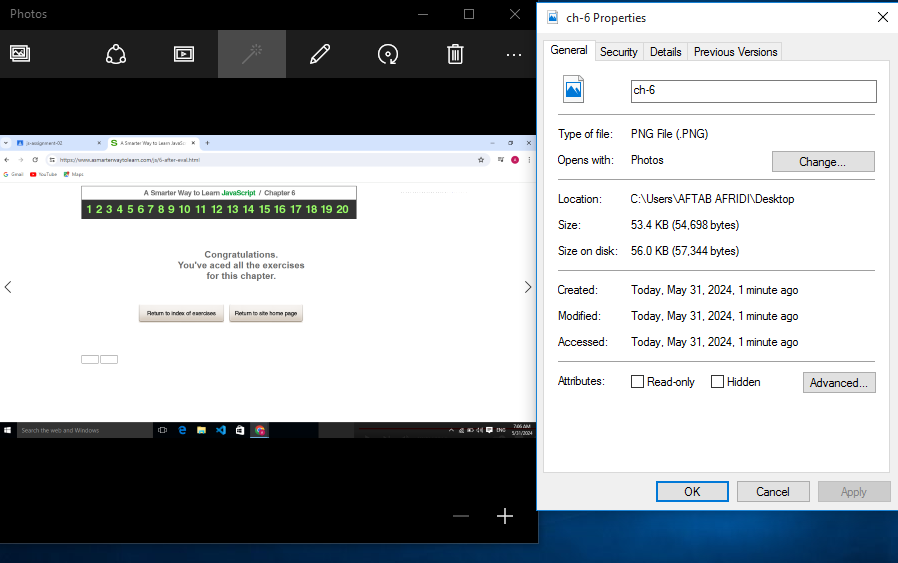 Photos
js-assignment-02
A Smarter Way to Learn JavaSc
https://www.asmarterwaytolearn.com/js/6-after-eval.html
Gmail YouTube Maps
A Smarter Way to Learn JavaScript / Chapter 6
1 2 3 4 5 6 7 8 9 10 11 12 13 14 15 16 17 18 19 20
Congratulations.
You've aced all the exercises
for this chapter.
Return to index of exercises
Return to site home page
Search the web and Windows
ENG
7:06 AM
5/31/2024
ch-6 Properties
General Security Details Previous Versions
ch-6
Type of file: PNG File (.PNG)
Opens with: Photos Change...
Location: C:\Users\AFTAB AFRIDI\Desktop
Size: 53.4 KB (54,698 bytes)
Size on disk: 56.0 KB (57,344 bytes)
Created: Today, May 31, 2024, 1 minute ago
Modified: Today, May 31, 2024, 1 minute ago
Accessed: Today, May 31, 2024, 1 minute ago
Attributes: Read-only Hidden Advanced...
OK Cancel Apply